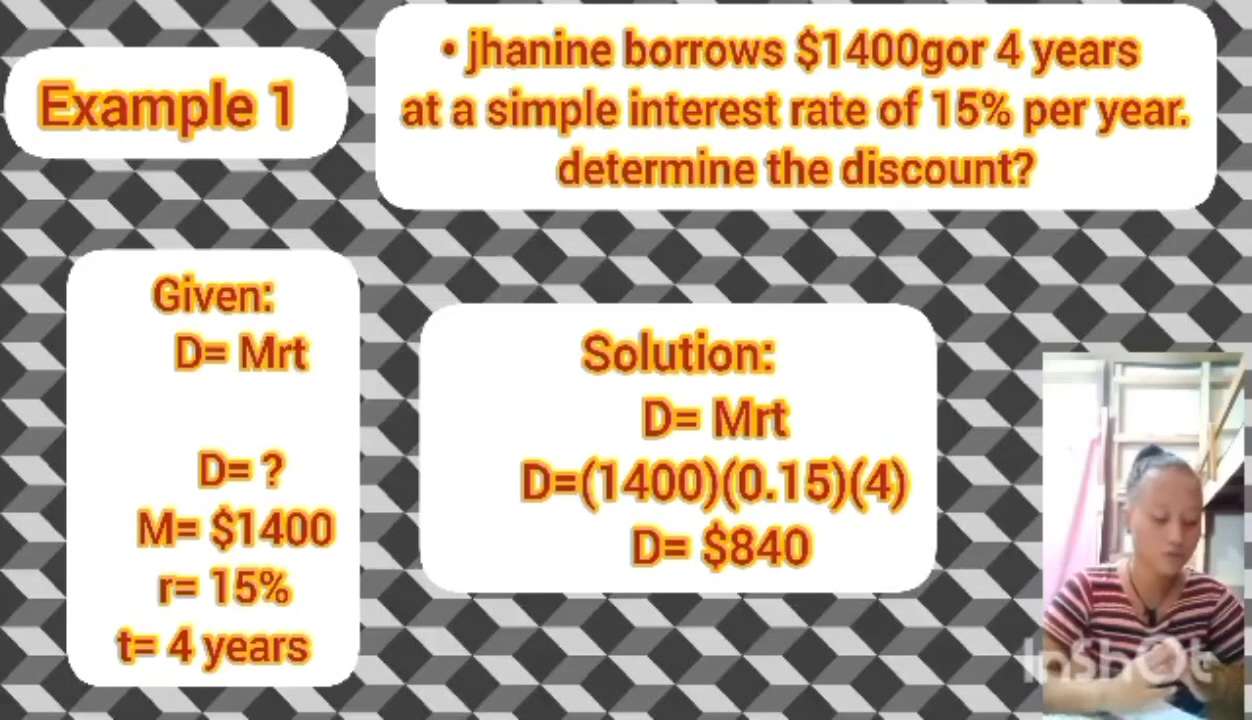 Example 1
• jhanine borrows $1400gor 4 years
at a simple interest rate of 15% per year.
determine the discount?
Given:
D= Mrt
D= ?
M= $1400
r= 15%
t= 4 years
Solution:
D= Mrt
D=(1400)(0.15)(4)
D= $840
InShOt